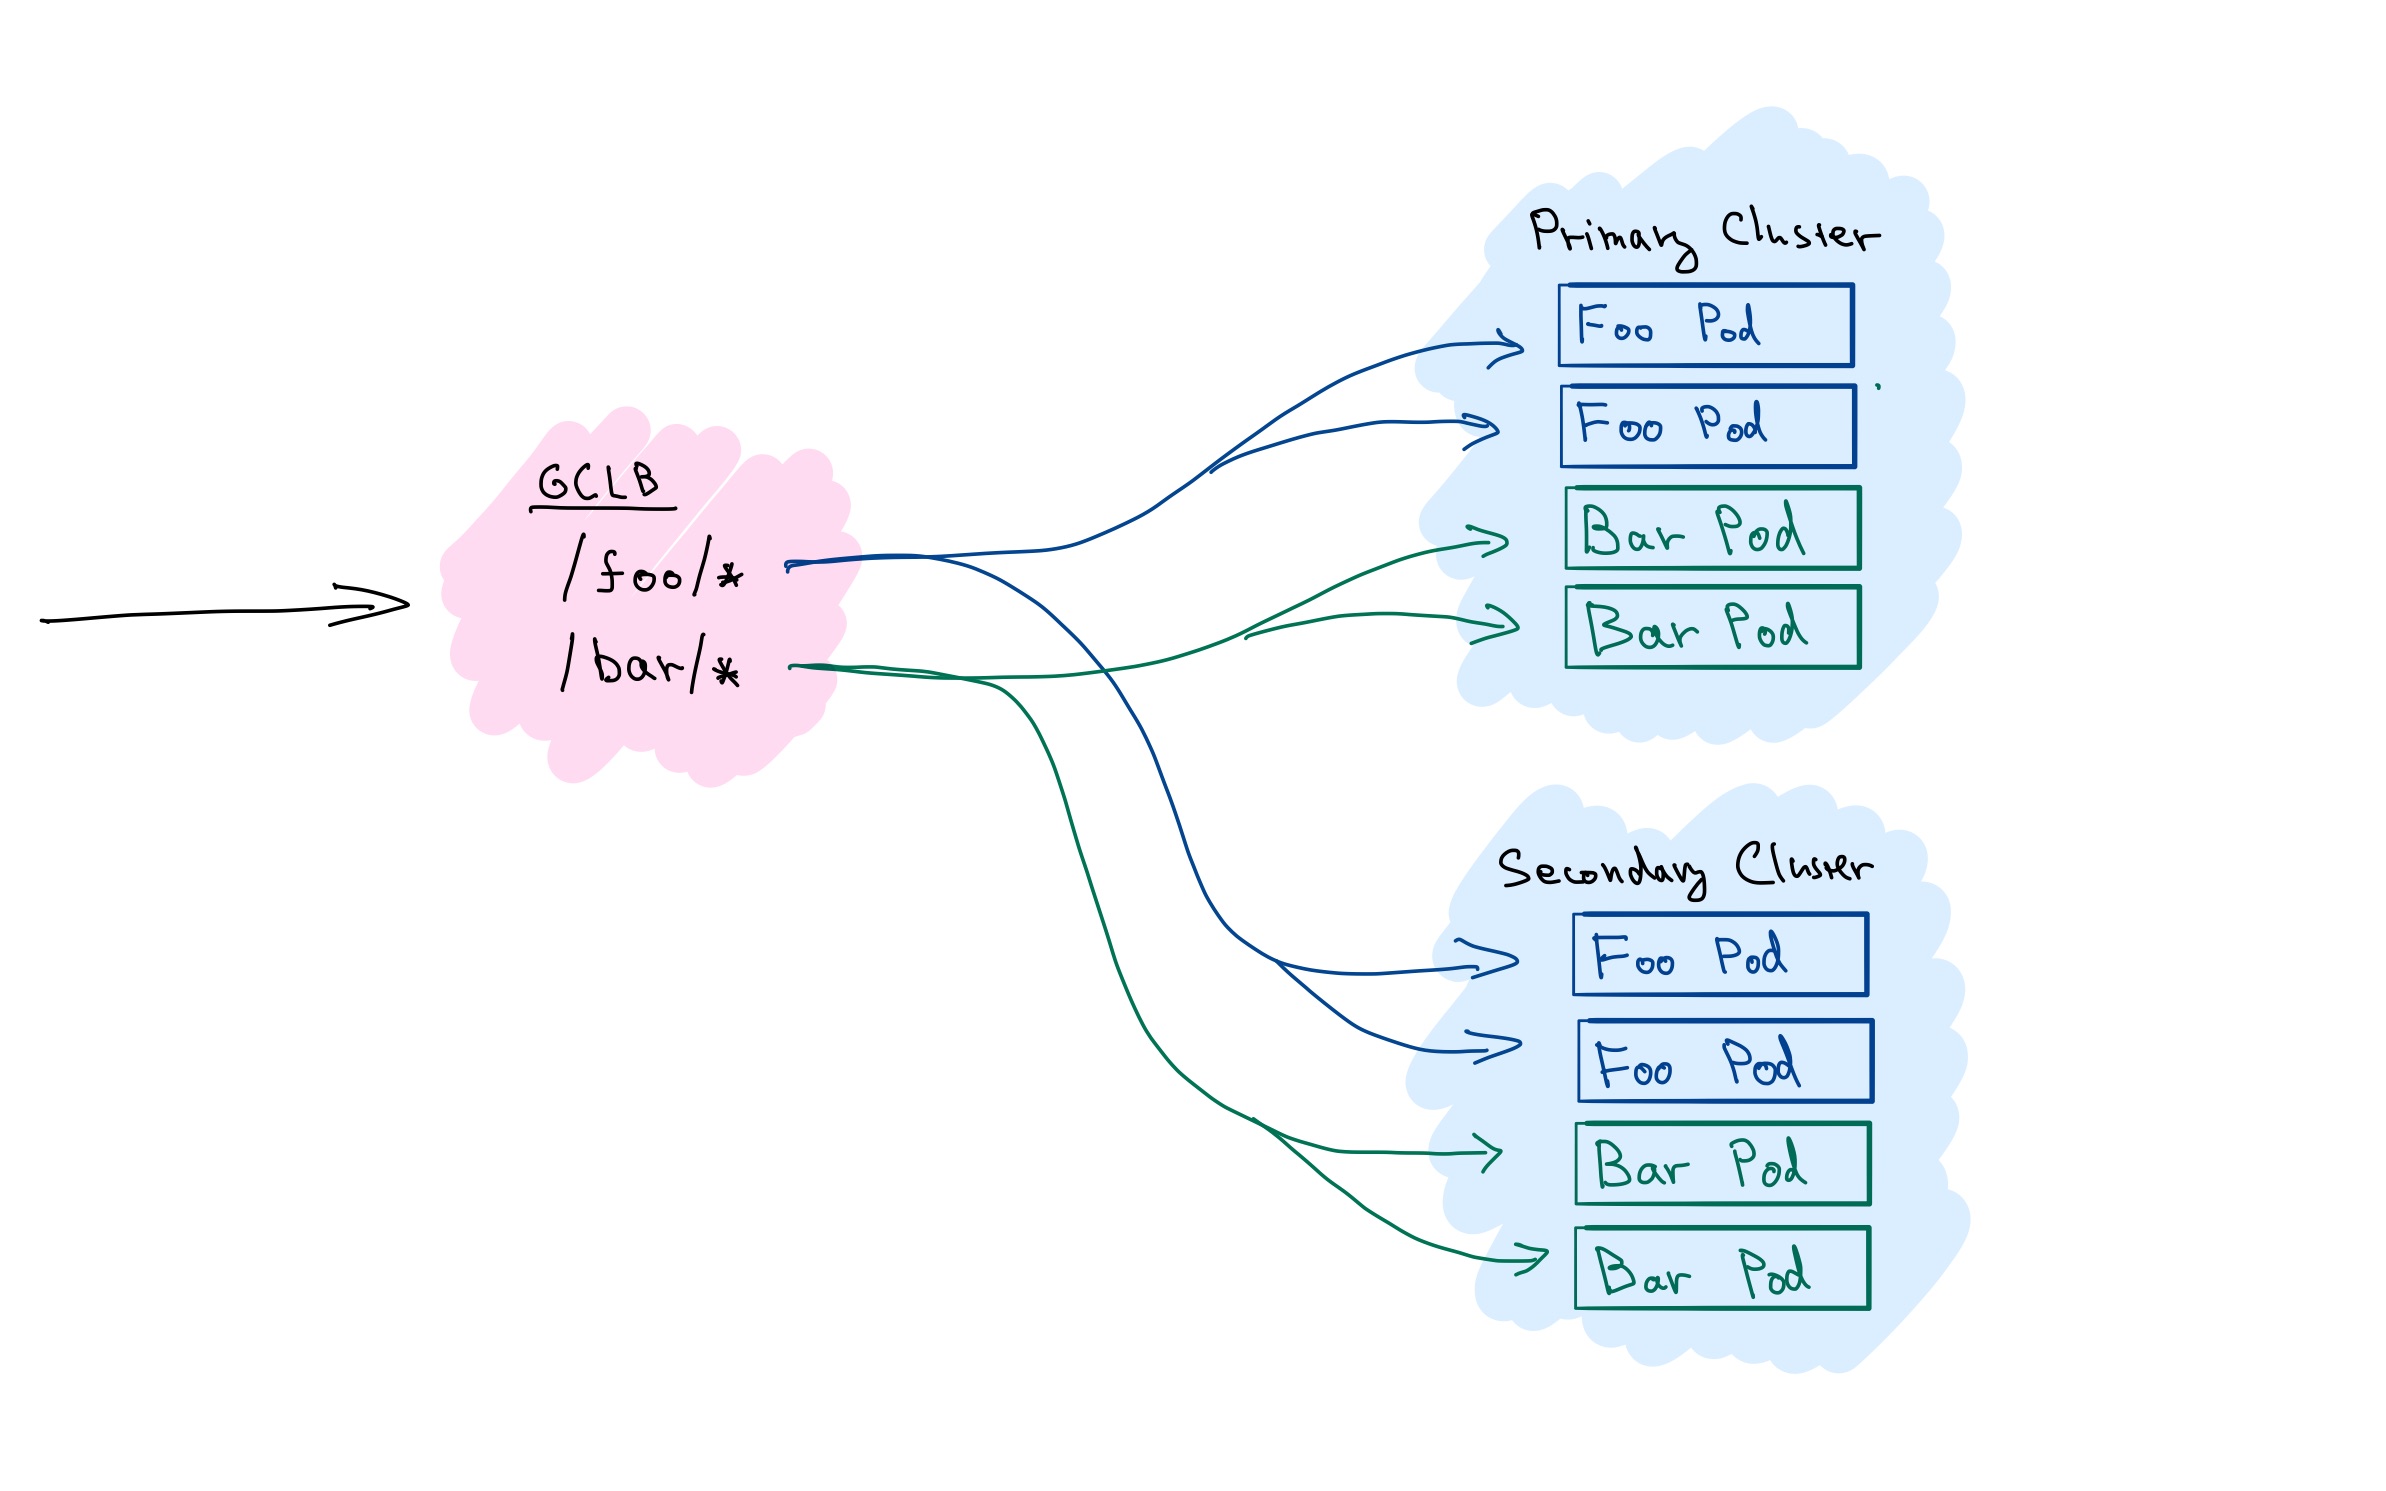 GCLB
/foo/*
/bar/*
Primary Cluster
Foo Pod
Foo Pod
Bar Pod
Bar Pod
Secondary Cluster
Foo Pod
Foo Pod
Bar Pod
Bar Pod